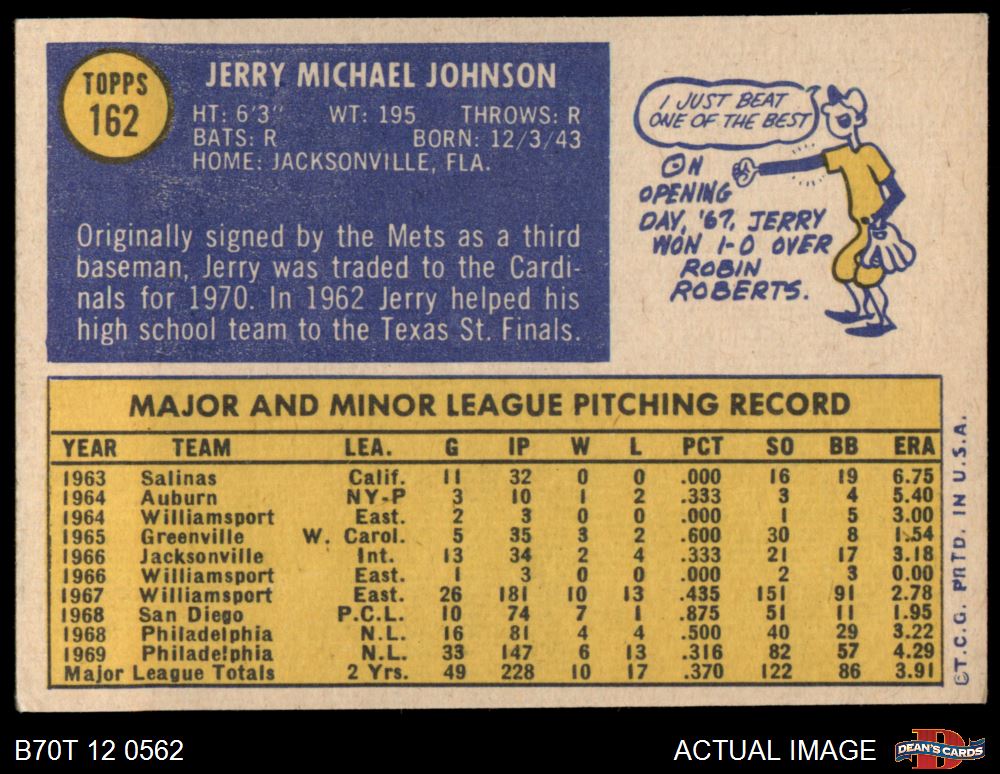 TOPPS
162
JERRY MICHAEL JOHNSON
HT: 6'3" WT: 195 THROWS: R
BATS: R BORN: 12/3/43
HOME: JACKSONVILLE, FLA.
Originally signed by the Mets as a third
baseman, Jerry was traded to the Cardi-
nals for 1970. In 1962 Jerry helped his
high school team to the Texas St. Finals.
I JUST BEAT
ONE OF THE BEST
ON
OPENING
DAY, '67, JERRY
WON 1-0 OVER
ROBIN
ROBERTS.
MAJOR AND MINOR LEAGUE PITCHING RECORD
YEAR TEAM LEA. G IP W L PCT SO BB ERA
1963 Salinas Calif. 11 32 0 0 .000 16 19 6.75
1964 Auburn NY-P 3 10 1 2 .333 3 4 5.40
1964 Williamsport East. 2 3 0 0 .000 1 5 3.00
1965 Greenville W. Carol. 5 35 3 2 .600 30 8 1.54
1966 Jacksonville Int. 13 34 2 4 .333 21 17 3.18
1966 Williamsport East. 1 3 0 0 .000 2 3 0.00
1967 Williamsport East. 26 181 10 13 .435 151 91 2.78
1968 San Diego P.C.L. 10 74 7 1 .875 51 11 1.95
1968 Philadelphia N.L. 16 81 4 4 .500 40 29 3.22
1969 Philadelphia N.L. 33 147 6 13 .316 82 57 4.29
Major League Totals 2 Yrs. 49 228 10 17 .370 122 86 3.91
©T.C.G. PRTD. IN U.S.A.
B70T 12 0562
ACTUAL IMAGE
D
DEAN'S CARDS